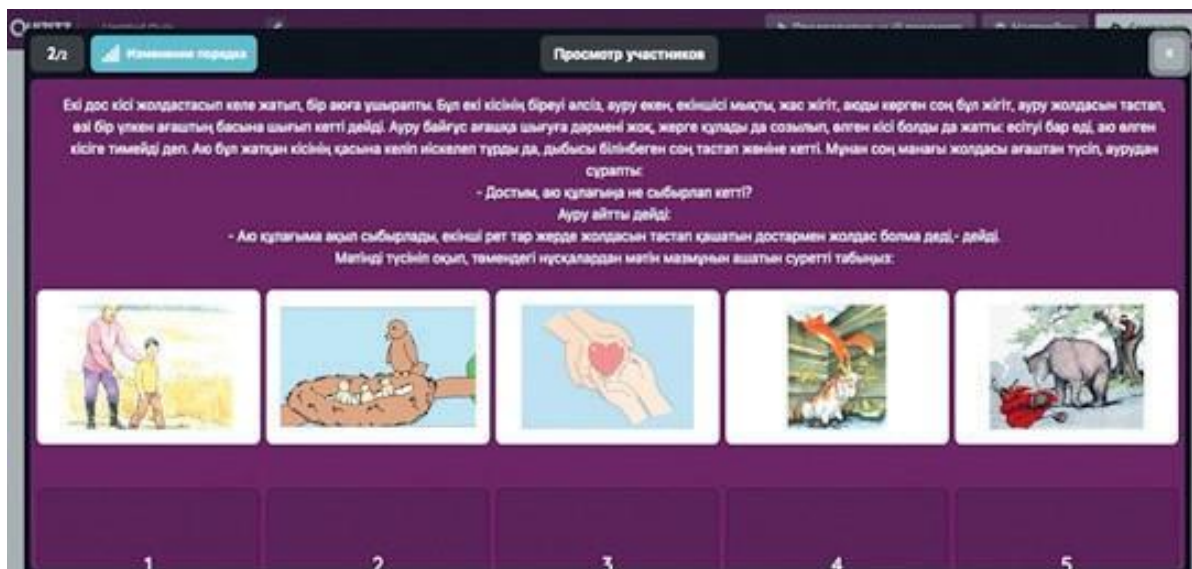 QUIZIZZ Untitled Quiz
2/2 Изменение порядка Просмотр участников
Екі дос кісі жолдастасып келе жатып, бір аюға ұшырапты. Бұл екі кісінің біреуі әлсіз, ауру екен, екіншісі мықты, жас жігіт, аюды көрген соң бұл жігіт, ауру жолдасын тастап,
өзі бір үлкен ағаштың басына шығып кетті дейді. Ауру байғұс ағашқа шығуға дәрмені жоқ, жерге құлады да созылып, өлген кісі болды да жатты: есітуі бар еді, аю өлген
кісіге тимейді деп. Аю бұл жатқан кісінің қасына келіп иіскелеп тұрды да, дыбысы білінбеген соң тастап жөніне кетті. Мұнан соң манағы жолдасы ағаштан түсіп, аурудан
сұрапты:
- Достым, аю құлағыңа не сыбырлап кетті?
Ауру айтты дейді:
- Аю құлағыма ақыл сыбырлады, екінші рет тар жерде жолдасын тастап қашатын достармен жолдас болма деді,- дейді.
Мәтінді түсініп оқып, төмендегі нұсқалардан мәтін мазмұнын ашатын суретті табыңыз:
1 2 3 4 5